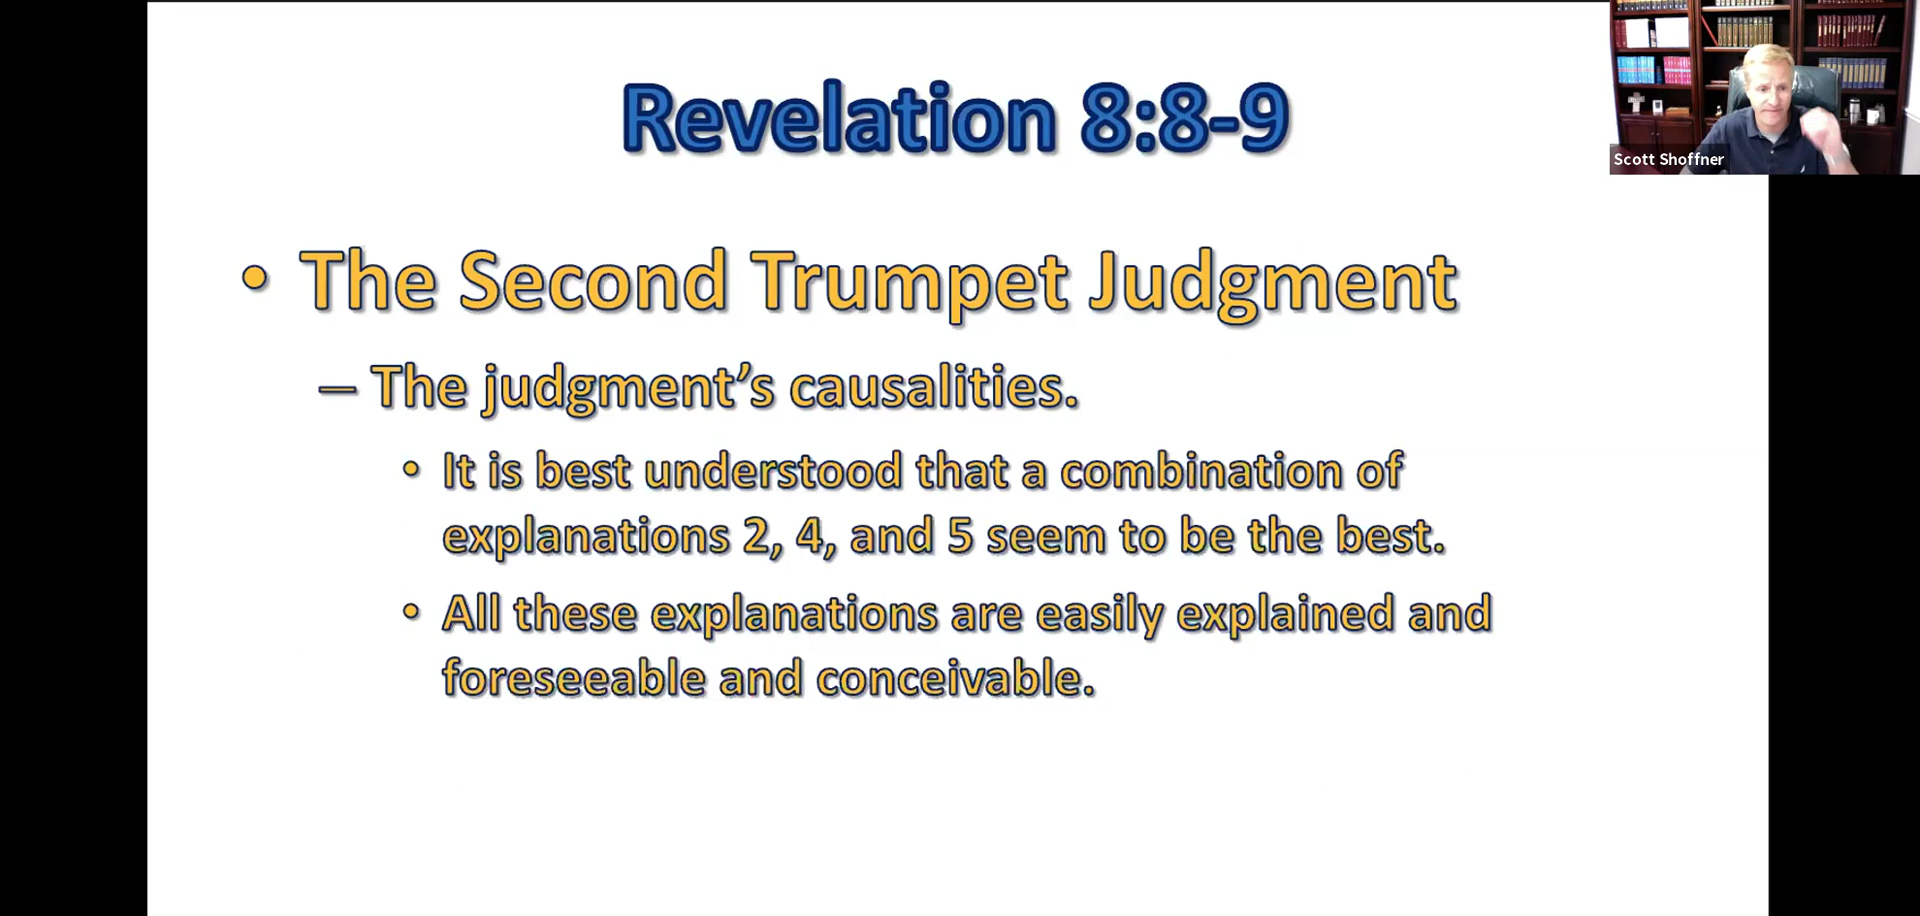 Revelation 8:8-9
Scott Shoffner
• The Second Trumpet Judgment
– The judgment’s causalities.
• It is best understood that a combination of
explanations 2, 4, and 5 seem to be the best.
• All these explanations are easily explained and
foreseeable and conceivable.